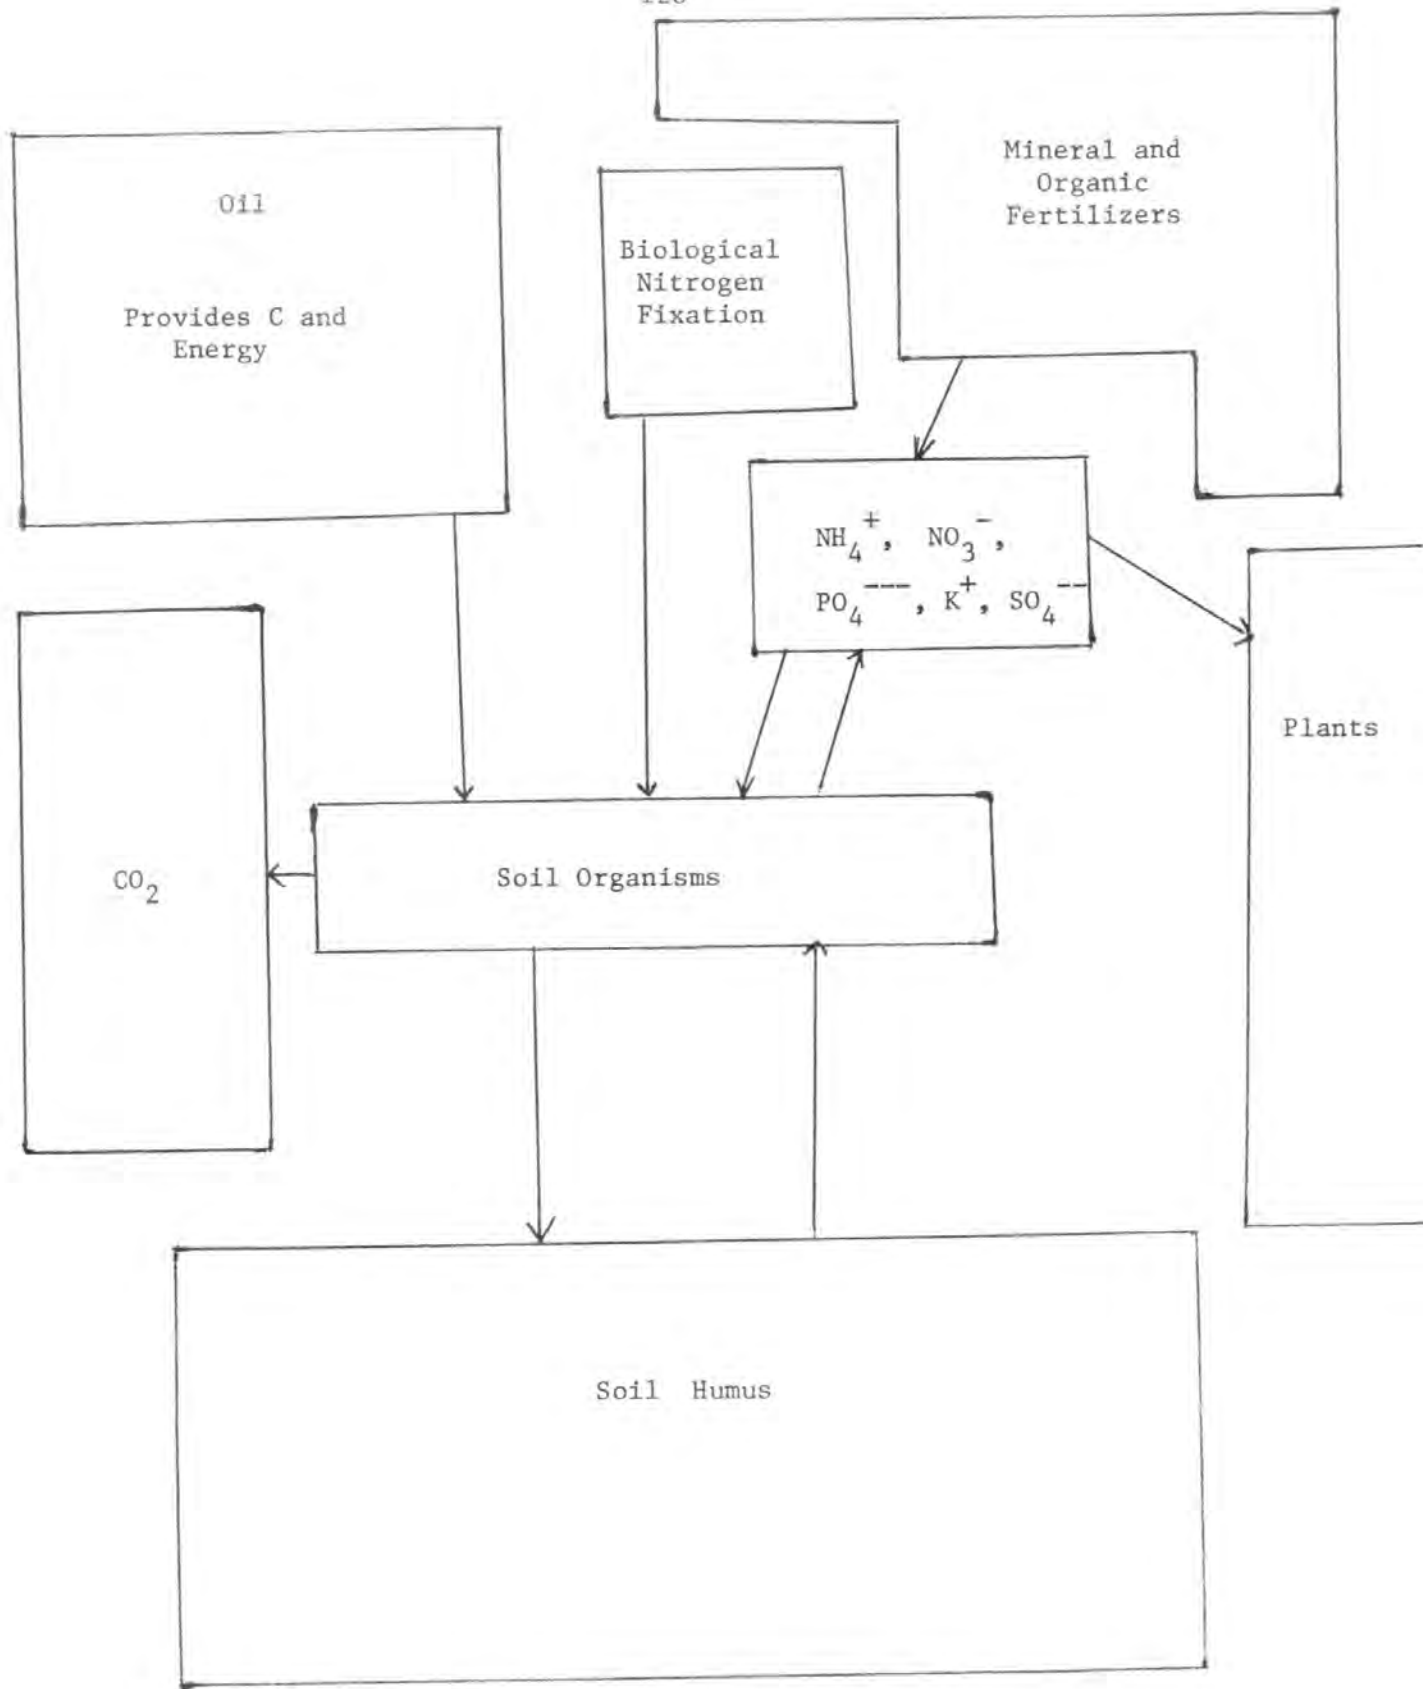 Oil
Provides C and
Energy
Biological
Nitrogen
Fixation
Mineral and
Organic
Fertilizers
NH₄⁺, NO₃⁻,
PO₄⁻⁻⁻, K⁺, SO₄⁻⁻
Plants
CO₂
Soil Organisms
Soil Humus